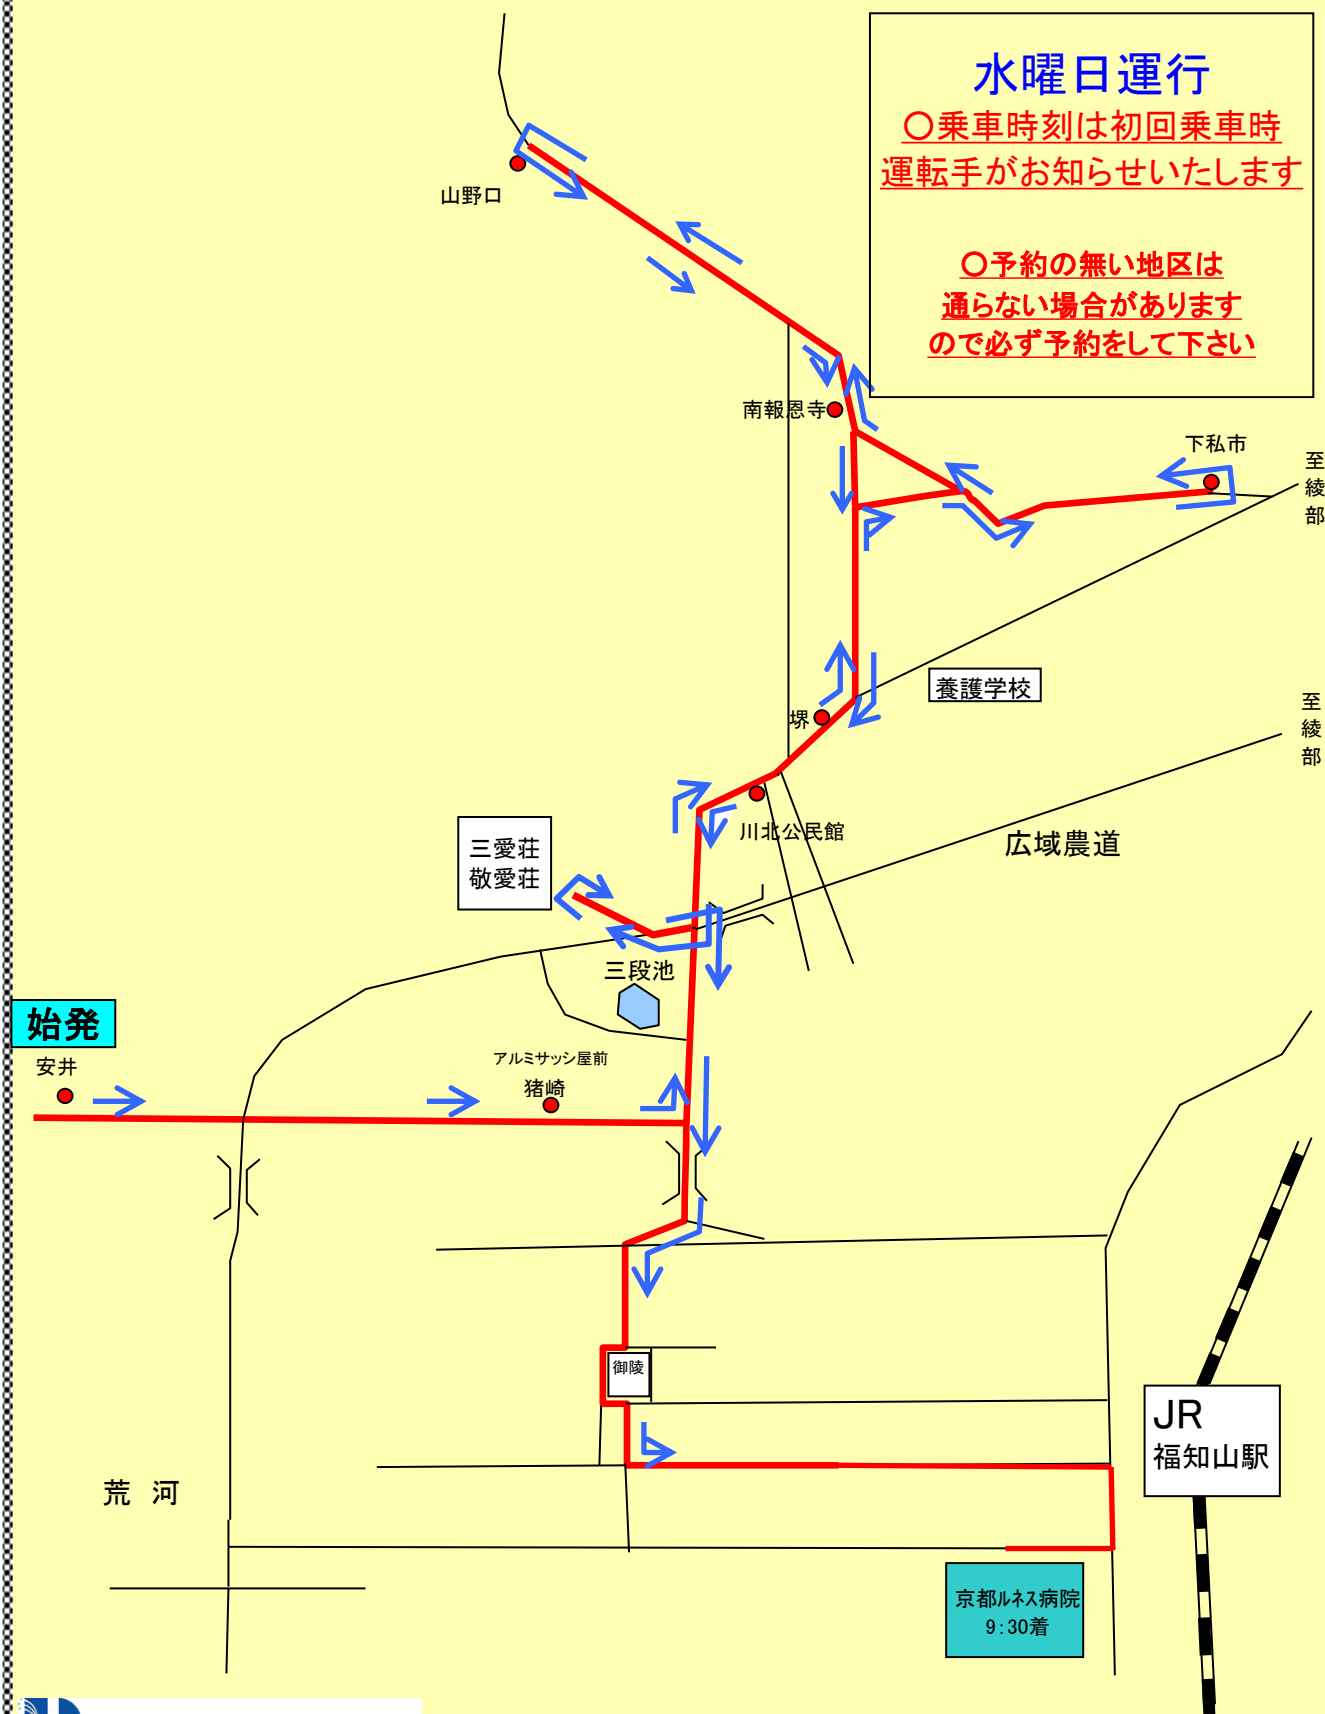 水曜日運行
○乗車時刻は初回乗車時
運転手がお知らせいたします
○予約の無い地区は
通らない場合があります
ので必ず予約をして下さい
山野口
南報恩寺
下私市
至
綾
部
養護学校
堺
至
綾
部
川北公民館
広域農道
三愛荘
敬愛荘
三段池
始発
安井
アルミサッシ屋前
猪崎
御陵
JR
福知山駅
荒 河
京都ルネス病院
9:30着